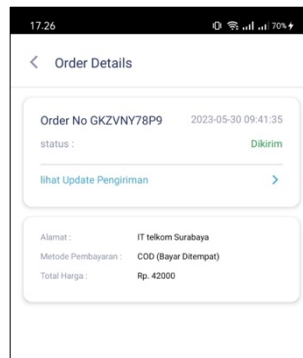 17.26 70%
Order Details
Order No GKZVNY78P9 2023-05-30 09:41:35
status : Dikirim
lihat Update Pengiriman
Alamat : IT telkom Surabaya
Metode Pembayaran : COD (Bayar Ditempat)
Total Harga : Rp. 42000